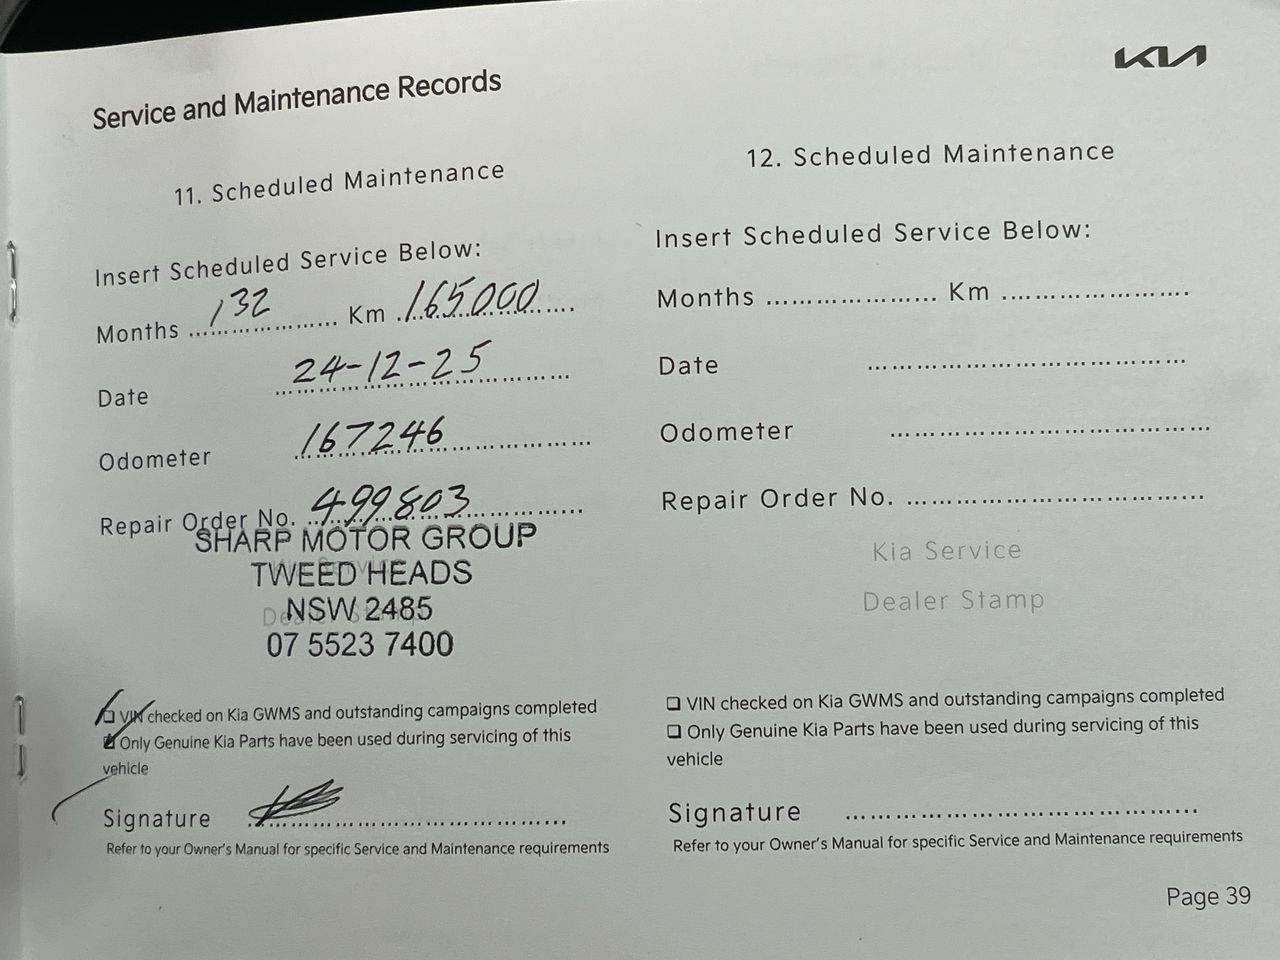 KIA
Service and Maintenance Records
11. Scheduled Maintenance
Insert Scheduled Service Below:
Months 132 Km 165000
Date 24-12-25
Odometer 167246
Repair Order No. 499803
SHARP MOTOR GROUP
TWEED HEADS
NSW 2485
07 5523 7400
VIN checked on Kia GWMS and outstanding campaigns completed
Only Genuine Kia Parts have been used during servicing of this
vehicle
Signature
Refer to your Owner's Manual for specific Service and Maintenance requirements
12. Scheduled Maintenance
Insert Scheduled Service Below:
Months .................... Km ......................
Date ....................................
Odometer ....................................
Repair Order No. ....................................
Kia Service
Dealer Stamp
❑ VIN checked on Kia GWMS and outstanding campaigns completed
❑ Only Genuine Kia Parts have been used during servicing of this
vehicle
Signature ....................................
Refer to your Owner's Manual for specific Service and Maintenance requirements
Page 39